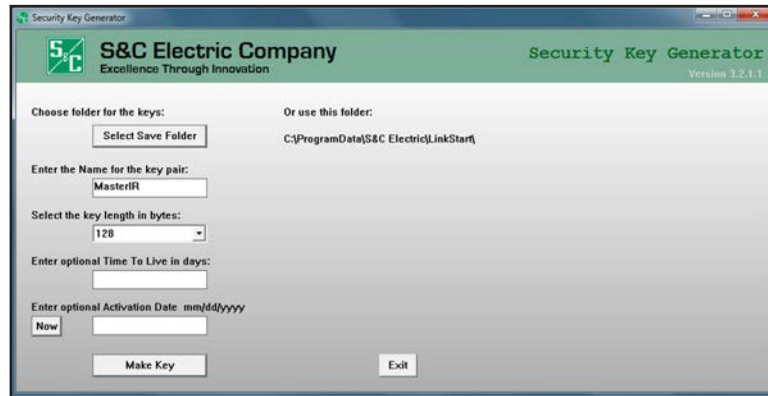 Security Key Generator
S&C
S&C Electric Company
Excellence Through Innovation
Security Key Generator
Version 3.2.1.1
Choose folder for the keys:
Or use this folder:
Select Save Folder
C:\ProgramData\S&C Electric\LinkStart\
Enter the Name for the key pair:
MasterIR
Select the key length in bytes:
128
Enter optional Time To Live in days:
Enter optional Activation Date mm/dd/yyyy
Now
Make Key
Exit